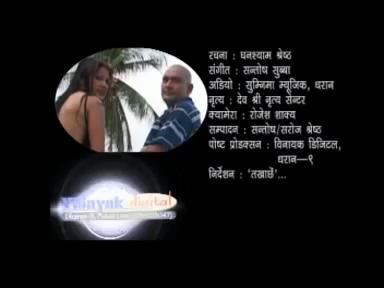 रचना : घनश्याम श्रेष्ठ
संगीत : सन्तोष सुब्बा
अडियो : सुम्निमा म्यूजिक, धरान
नृत्य : देव श्री नृत्य सेन्टर
क्यामेरा : रोजेश शाक्य
सम्पादन : सन्तोष/सरोज श्रेष्ठ
पोष्ट प्रोडक्सन : विनायक डिजिटल,
धरान—९
निर्देशन : ‘तखाछें’...
Vainyak digital